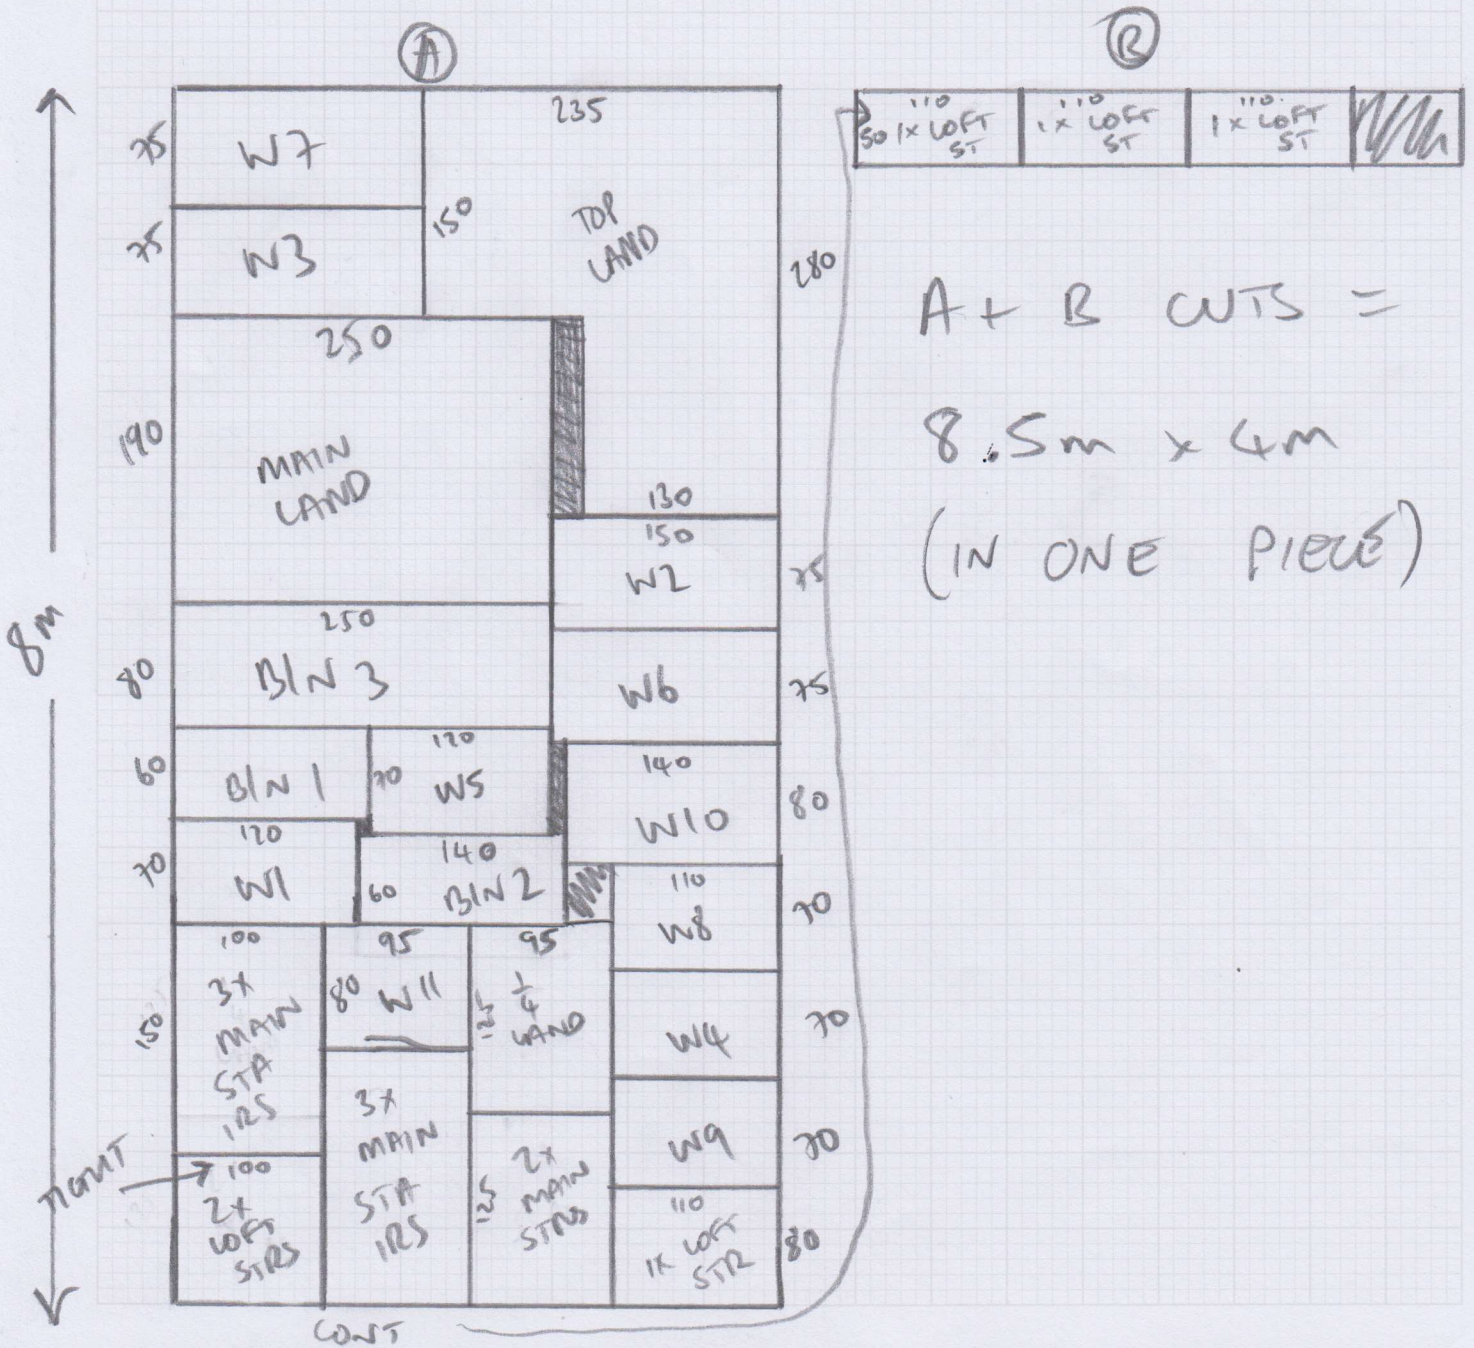 A
B
235
75
W7
110
110
110
50 1x LOFT
ST
1x LOFT
ST
1x LOFT
ST
150
TOP
LAND
75
W3
280
A + B CUTS =
8.5m x 4m
(IN ONE PIECE)
250
190
MAIN
LAND
130
150
W2
75
8m
250
80
BIN 3
W6
75
60
BIN 1
70
120
W5
140
W10
80
120
70
W1
140
60
BIN 2
110
W8
70
100
3x
MAIN
STA
IRS
150
95
80
W11
95
125
1/4
LAND
W4
70
3x
MAIN
STA
IRS
W9
70
TIGHT
100
2x
LOFT
STRS
125
2x
MAIN
STRS
110
1x LOFT
STR
80
CONT